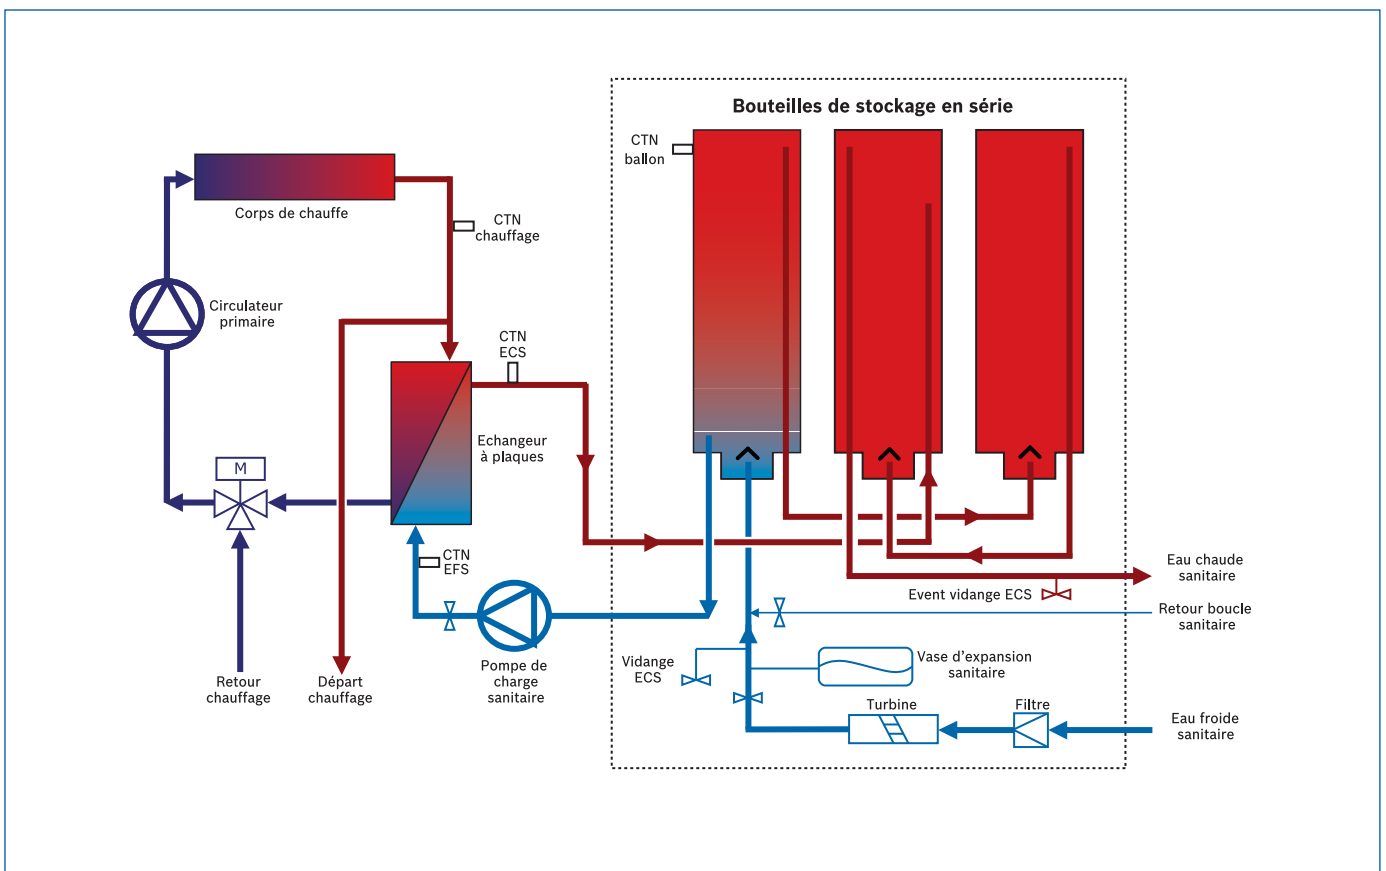 Bouteilles de stockage en série
CTN
ballon
Corps de chauffe
CTN
chauffage
Circulateur
primaire
CTN
ECS
Echangeur
à plaques
M
CTN
EFS
Eau chaude
sanitaire
Event vidange ECS
Retour boucle
sanitaire
Pompe de
charge
sanitaire
Vidange
ECS
Vase d'expansion
sanitaire
Retour
chauffage
Départ
chauffage
Turbine
Filtre
Eau froide
sanitaire